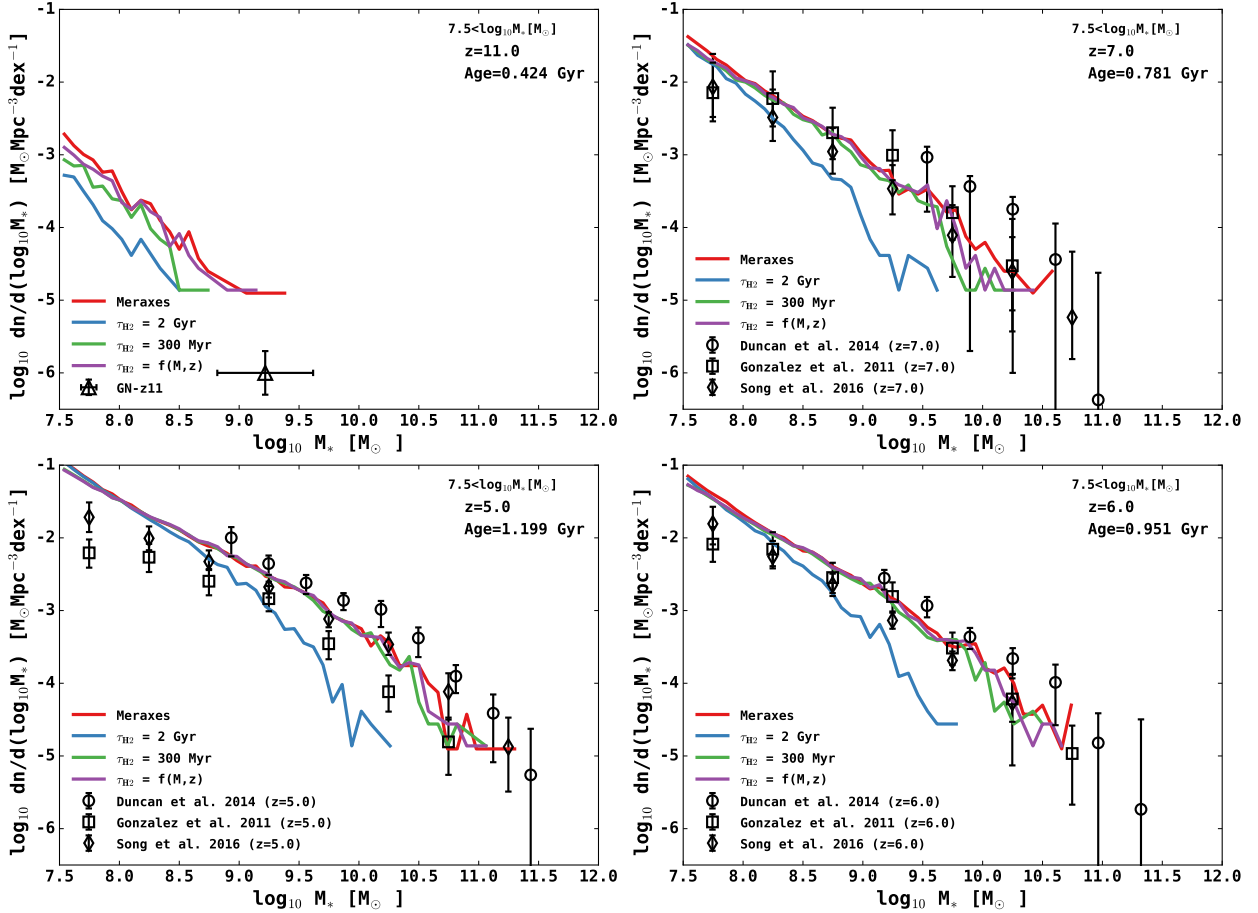 -1
-2
-3
-4
-5
-6
log₁₀ dn/d(log₁₀M*) [M☉Mpc⁻³dex⁻¹]
7.5<log₁₀M*[M☉]
z=11.0
Age=0.424 Gyr
Meraxes
τH2 = 2 Gyr
τH2 = 300 Myr
τH2 = f(M,z)
GN-z11
7.5 8.0 8.5 9.0 9.5 10.0 10.5 11.0 11.5 12.0
log₁₀ M* [M☉ ]
-1
-2
-3
-4
-5
-6
log₁₀ dn/d(log₁₀M*) [M☉Mpc⁻³dex⁻¹]
7.5<log₁₀M*[M☉]
z=7.0
Age=0.781 Gyr
Meraxes
τH2 = 2 Gyr
τH2 = 300 Myr
τH2 = f(M,z)
Duncan et al. 2014 (z=7.0)
Gonzalez et al. 2011 (z=7.0)
Song et al. 2016 (z=7.0)
7.5 8.0 8.5 9.0 9.5 10.0 10.5 11.0 11.5 12.0
log₁₀ M* [M☉ ]
-1
-2
-3
-4
-5
-6
log₁₀ dn/d(log₁₀M*) [M☉Mpc⁻³dex⁻¹]
7.5<log₁₀M*[M☉]
z=5.0
Age=1.199 Gyr
Meraxes
τH2 = 2 Gyr
τH2 = 300 Myr
τH2 = f(M,z)
Duncan et al. 2014 (z=5.0)
Gonzalez et al. 2011 (z=5.0)
Song et al. 2016 (z=5.0)
7.5 8.0 8.5 9.0 9.5 10.0 10.5 11.0 11.5 12.0
log₁₀ M* [M☉ ]
-1
-2
-3
-4
-5
-6
log₁₀ dn/d(log₁₀M*) [M☉Mpc⁻³dex⁻¹]
7.5<log₁₀M*[M☉]
z=6.0
Age=0.951 Gyr
Meraxes
τH2 = 2 Gyr
τH2 = 300 Myr
τH2 = f(M,z)
Duncan et al. 2014 (z=6.0)
Gonzalez et al. 2011 (z=6.0)
Song et al. 2016 (z=6.0)
7.5 8.0 8.5 9.0 9.5 10.0 10.5 11.0 11.5 12.0
log₁₀ M* [M☉ ]